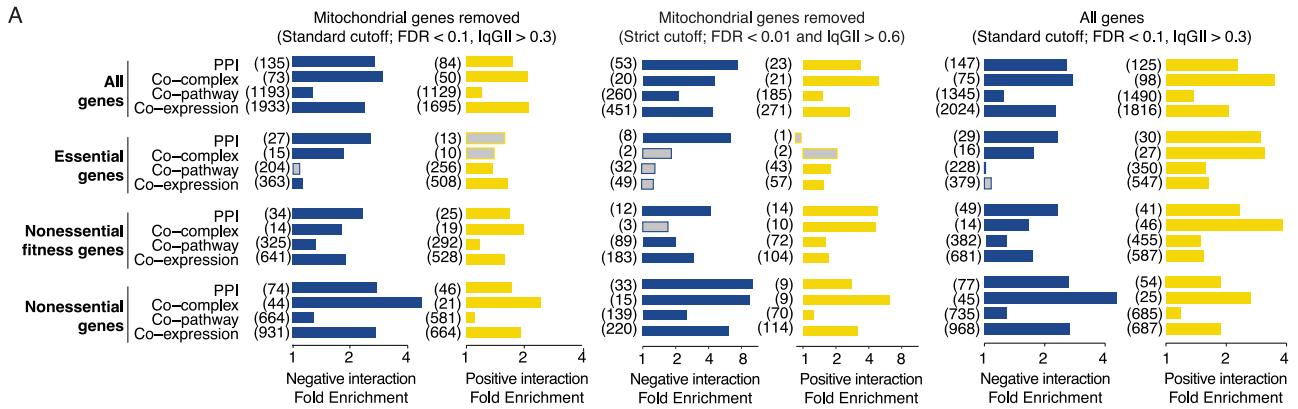 A
Mitochondrial genes removed
(Standard cutoff; FDR < 0.1, IqGII > 0.3)
Mitochondrial genes removed
(Strict cutoff; FDR < 0.01 and IqGII > 0.6)
All genes
(Standard cutoff; FDR < 0.1, IqGII > 0.3)
All genes
PPI (135) (84) (53) (23) (147) (125)
Co-complex (73) (50) (20) (21) (75) (98)
Co-pathway (1193) (1129) (260) (185) (1345) (1490)
Co-expression (1933) (1695) (451) (271) (2024) (1816)
Essential genes
PPI (27) (13) (8) (1) (29) (30)
Co-complex (15) (10) (2) (2) (16) (27)
Co-pathway (204) (256) (32) (43) (228) (350)
Co-expression (363) (508) (49) (57) (379) (547)
Nonessential fitness genes
PPI (34) (25) (12) (14) (49) (41)
Co-complex (14) (19) (3) (10) (14) (46)
Co-pathway (325) (292) (89) (72) (382) (455)
Co-expression (641) (528) (183) (104) (681) (587)
Nonessential genes
PPI (74) (46) (33) (9) (77) (54)
Co-complex (44) (21) (15) (9) (45) (25)
Co-pathway (664) (581) (139) (70) (735) (685)
Co-expression (931) (664) (220) (114) (968) (687)
1 2 4 1 2 4 1 2 4 8 1 2 4 8 1 2 4 1 2 4
Negative interaction Fold Enrichment
Positive interaction Fold Enrichment
Negative interaction Fold Enrichment
Positive interaction Fold Enrichment
Negative interaction Fold Enrichment
Positive interaction Fold Enrichment